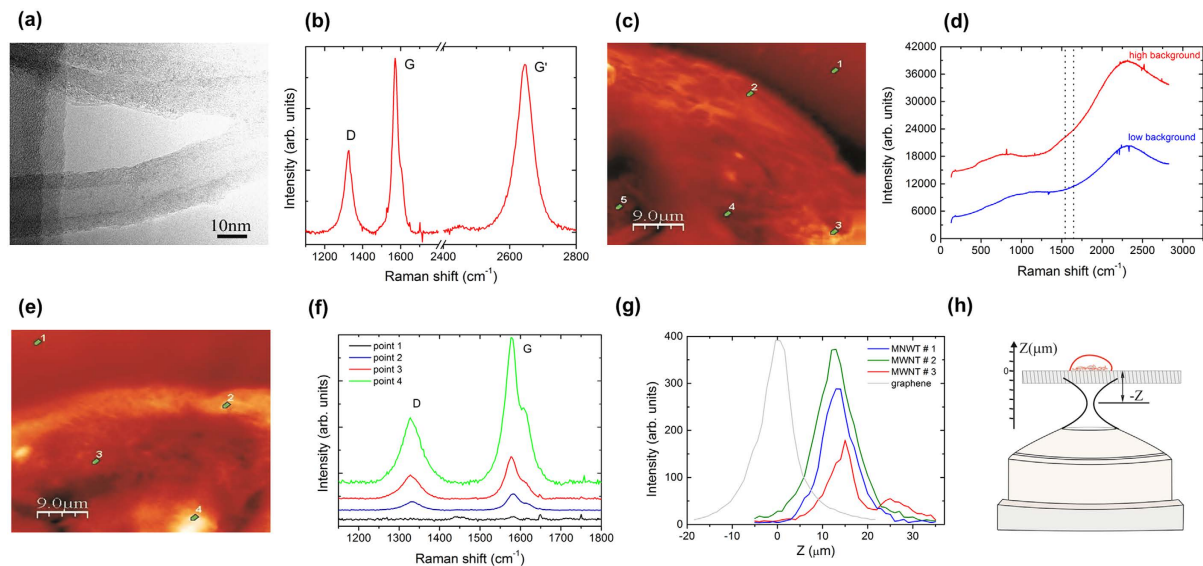 (a)
10nm
(b)
D
G
G'
Intensity (arb. units)
1200 1400 1600 2400 2600 2800
Raman shift (cm-1)
(c)
1
2
3
4
5
9.0μm
(d)
42000
36000
30000
24000
18000
12000
6000
0
high background
low background
Intensity (arb. units)
0 500 1000 1500 2000 2500 3000
Raman shift (cm-1)
(e)
1
2
3
4
9.0μm
(f)
point 1
point 2
point 3
point 4
D
G
Intensity (arb. units)
1100 1200 1300 1400 1500 1600 1700 1800
Raman shift (cm-1)
(g)
400
300
200
100
0
MNWT # 1
MWNT # 2
MWNT # 3
graphene
Intensity (arb. units)
-20 -10 0 10 20 30
Z (μm)
(h)
Z(μm)
0
-Z